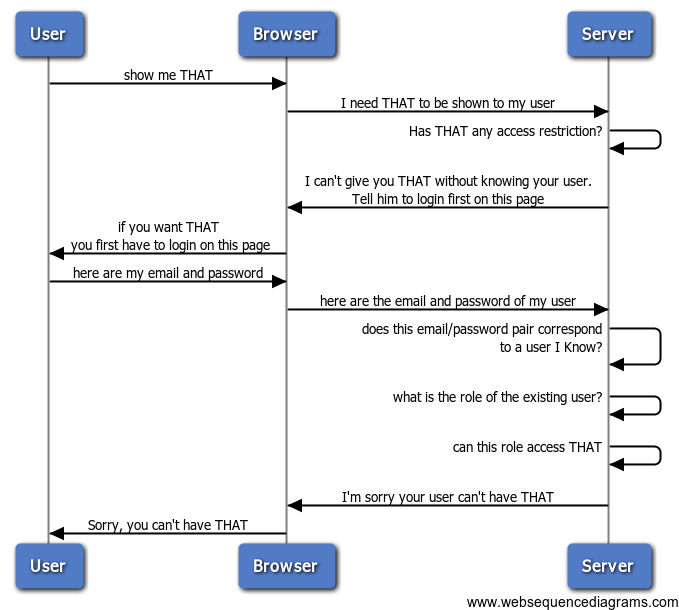 User
Browser
Server
show me THAT
I need THAT to be shown to my user
Has THAT any access restriction?
I can't give you THAT without knowing your user.
Tell him to login first on this page
if you want THAT
you first have to login on this page
here are my email and password
here are the email and password of my user
does this email/password pair correspond
to a user I Know?
what is the role of the existing user?
can this role access THAT
I'm sorry your user can't have THAT
Sorry, you can't have THAT
User
Browser
Server
www.websequencediagrams.com